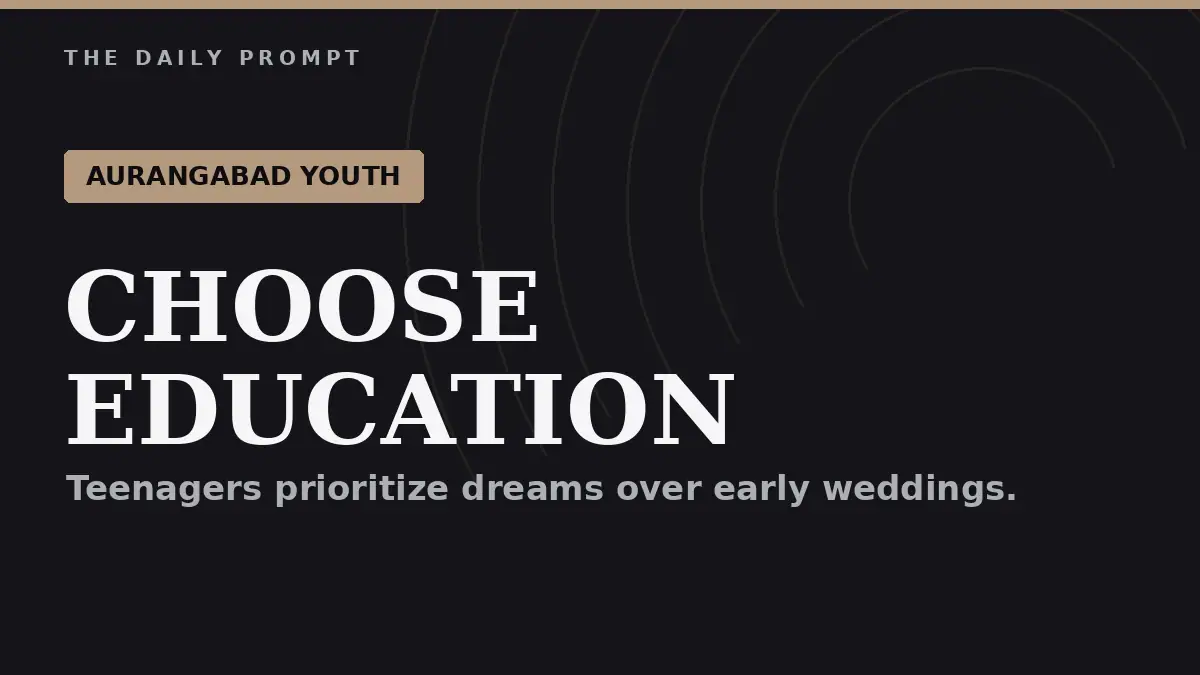 THE DAILY PROMPT
AURANGABAD YOUTH
CHOOSE
EDUCATION
Teenagers prioritize dreams over early weddings.